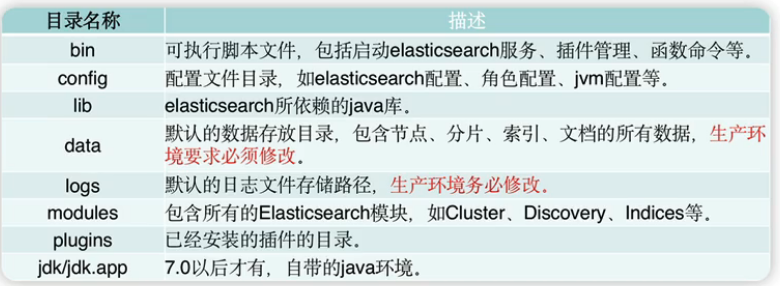 目录名称 描述
bin 可执行脚本文件，包括启动elasticsearch服务、插件管理、函数命令等。
config 配置文件目录，如elasticsearch配置、角色配置、jvm配置等。
lib elasticsearch所依赖的java库。
data 默认的数据存放目录，包含节点、分片、索引、文档的所有数据，生产环
境要求必须修改。
logs 默认的日志文件存储路径，生产环境务必修改。
modules 包含所有的Elasticsearch模块，如Cluster、Discovery、Indices等。
plugins 已经安装的插件的目录。
jdk/jdk.app 7.0以后才有，自带的java环境。